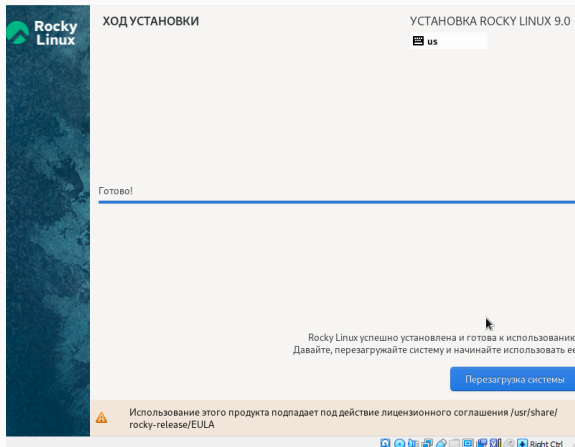 Rocky
Linux
ХОД УСТАНОВКИ
УСТАНОВКА ROCKY LINUX 9.0
us
Готово!
Rocky Linux успешно установлена и готова к использованию
Давайте, перезагружайте систему и начинайте использовать её
Перезагрузка системы
Использование этого продукта подпадает под действие лицензионного соглашения /usr/share/
rocky-release/EULA
Right Ctrl